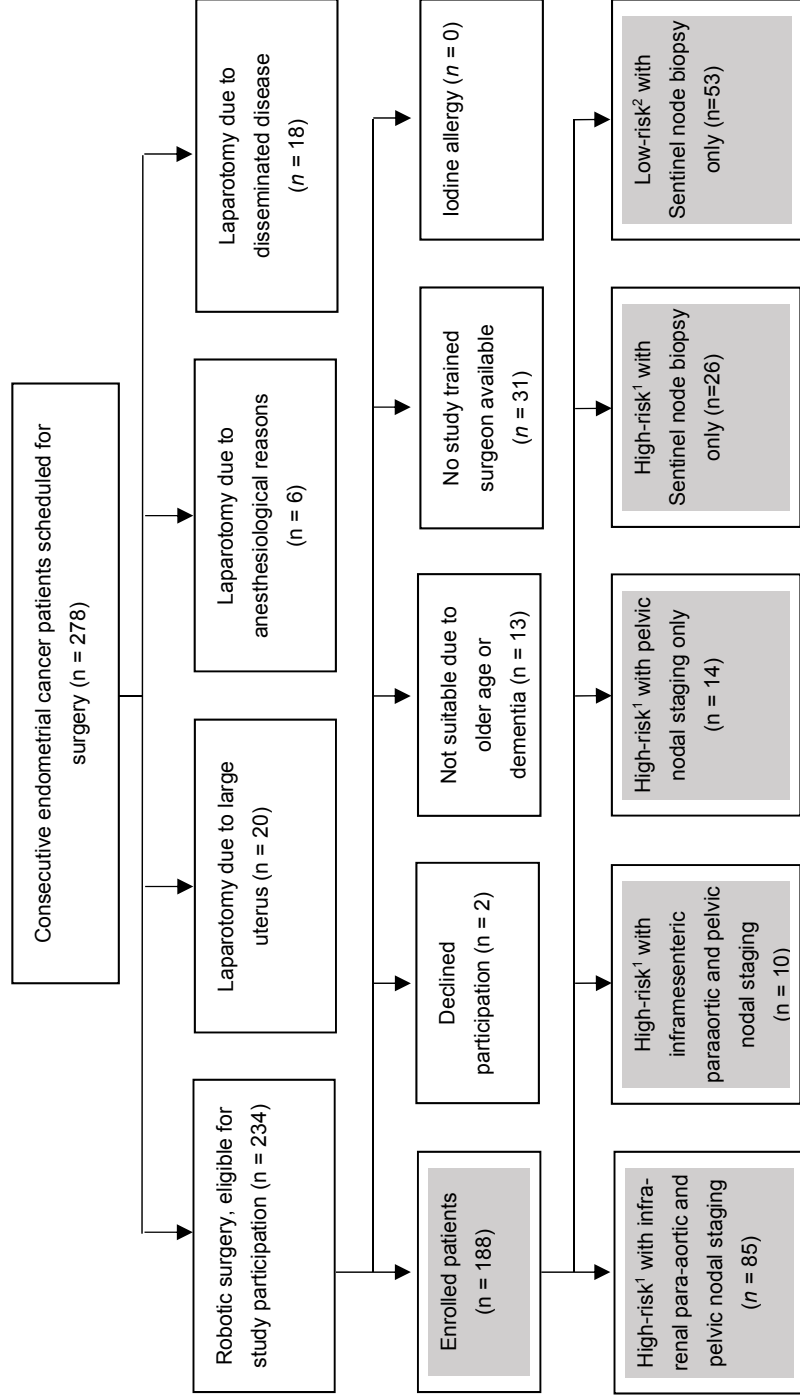 Consecutive endometrial cancer patients scheduled for
surgery (n = 278)
Robotic surgery, eligible for
study participation (n = 234)
Laparotomy due to large
uterus (n = 20)
Laparotomy due to
anesthesiological reasons
(n = 6)
Laparotomy due to
disseminated disease
(n = 18)
Enrolled patients
(n = 188)
Declined
participation (n = 2)
Not suitable due to
older age or
dementia (n = 13)
No study trained
surgeon available
(n = 31)
Iodine allergy (n = 0)
High-risk¹ with infra-
renal para-aortic and
pelvic nodal staging
(n = 85)
High-risk¹ with
inframesenteric
paraaortic and pelvic
nodal staging
(n = 10)
High-risk¹ with pelvic
nodal staging only
(n = 14)
High-risk¹ with
Sentinel node biopsy
only (n=26)
Low-risk² with
Sentinel node biopsy
only (n=53)